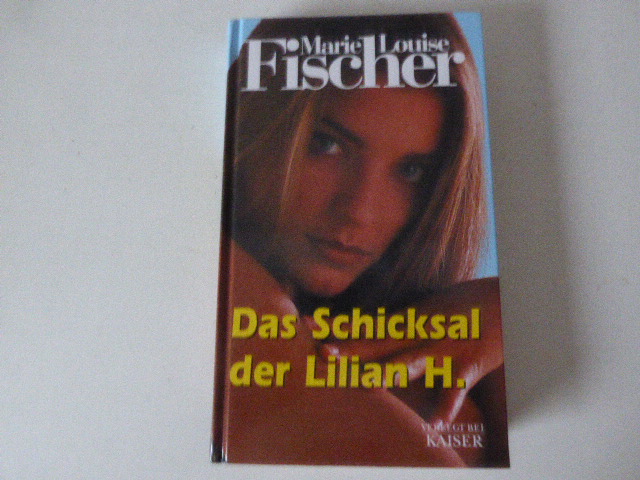 Marie Louise
Fischer
Das Schicksal
der Lilian H.
VERLEGT BEI
KAISER